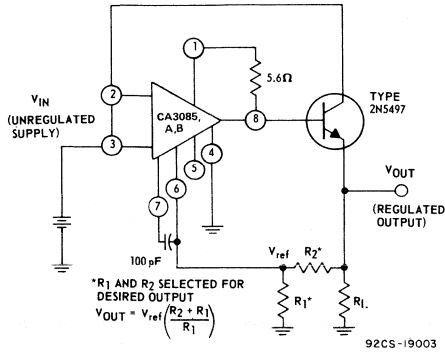 1
5.6Ω
TYPE
2N5497
VIN
(UNREGULATED
SUPPLY)
2
CA3085,
A,B
8
3
4
5
6
7
VOUT
(REGULATED
OUTPUT)
100 pF
Vref
R2*
*R1 AND R2 SELECTED FOR
DESIRED OUTPUT
VOUT = Vref (R2 + R1 / R1)
R1*
RL
92CS-19003